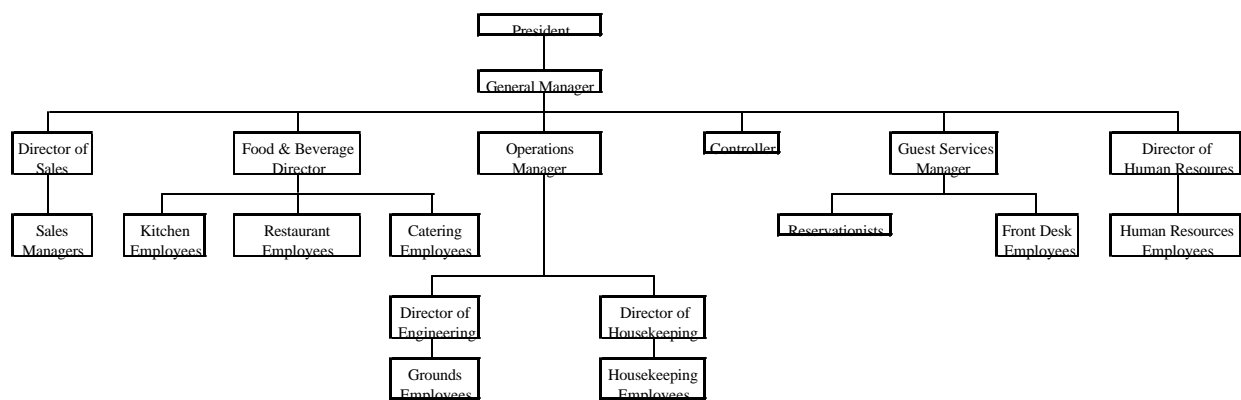 President
General Manager
Director of
Sales
Food & Beverage
Director
Operations
Manager
Controller
Guest Services
Manager
Director of
Human Resoures
Sales
Managers
Kitchen
Employees
Restaurant
Employees
Catering
Employees
Reservationists
Front Desk
Employees
Human Resources
Employees
Director of
Engineering
Director of
Housekeeping
Grounds
Employees
Housekeeping
Employees